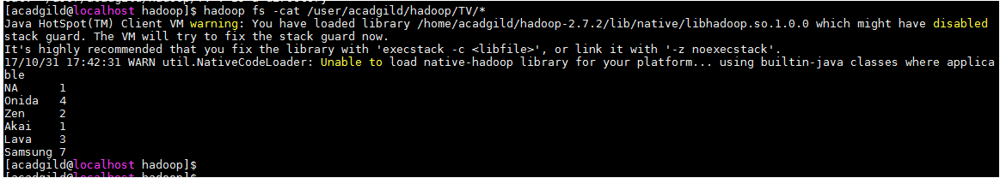 [acadgild@localhost hadoop]$ hadoop fs -cat /user/acadgild/hadoop/TV/*
Java HotSpot(TM) Client VM warning: You have loaded library /home/acadgild/hadoop-2.7.2/lib/native/libhadoop.so.1.0.0 which might have disabled
stack guard. The VM will try to fix the stack guard now.
It's highly recommended that you fix the library with 'execstack -c <libfile>', or link it with '-z noexecstack'.
17/10/31 17:42:31 WARN util.NativeCodeLoader: Unable to load native-hadoop library for your platform... using builtin-java classes where applica
ble
NA 1
Onida 4
Zen 2
Akai 1
Lava 3
Samsung 7
[acadgild@localhost hadoop]$